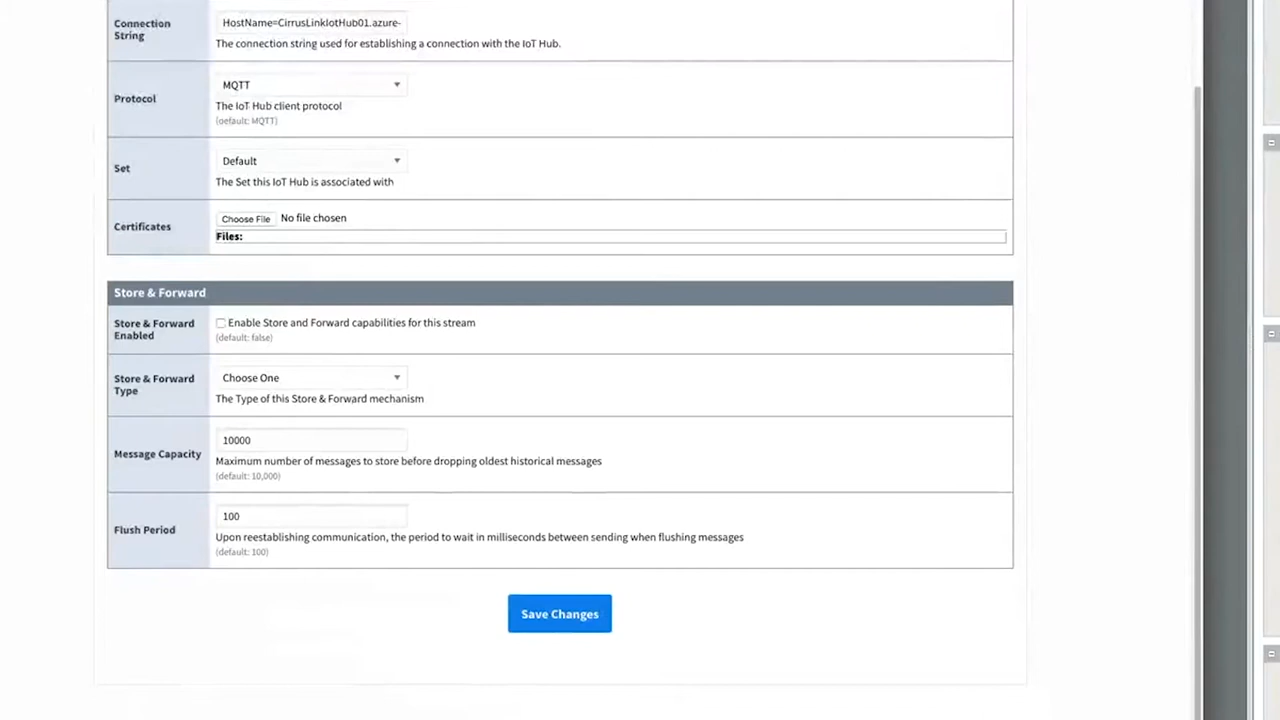 Connection String
HostName=CirrusLinkIotHub01.azure-
The connection string used for establishing a connection with the IoT Hub.
Protocol
MQTT
The IoT Hub client protocol
(default: MQTT)
Set
Default
The Set this IoT Hub is associated with
Certificates
Choose File No file chosen
Files:
Store & Forward
Store & Forward Enabled
Enable Store and Forward capabilities for this stream
(default: false)
Store & Forward Type
Choose One
The Type of this Store & Forward mechanism
Message Capacity
10000
Maximum number of messages to store before dropping oldest historical messages
(default: 10,000)
Flush Period
100
Upon reestablishing communication, the period to wait in milliseconds between sending when flushing messages
(default: 100)
Save Changes